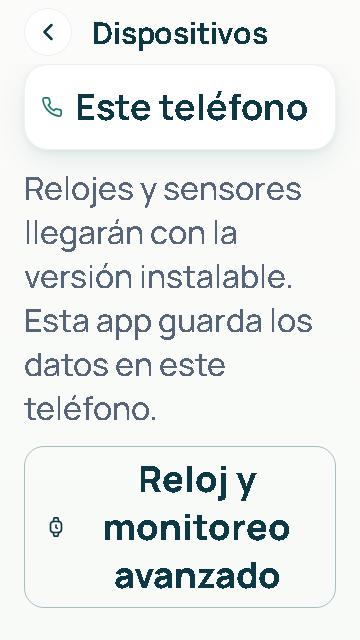 Dispositivos
Este teléfono
Relojes y sensores
llegarán con la
versión instalable.
Esta app guarda los
datos en este
teléfono.
Reloj y
monitoreo
avanzado